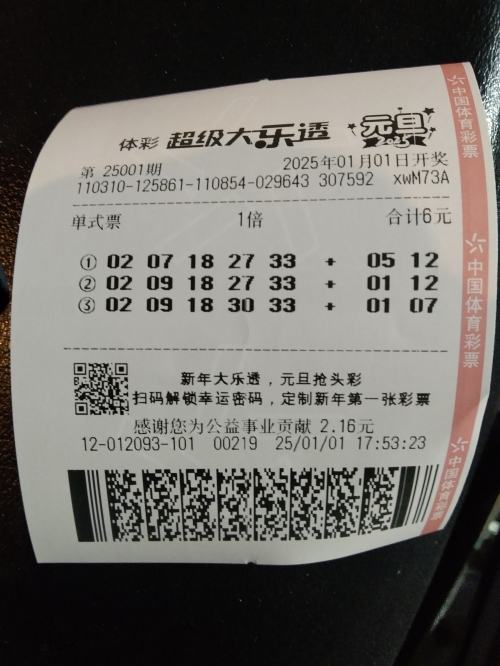 体彩 超级大乐透 元旦 2025
第 25001期 2025年01月01日开奖
110310-125861-110854-029643 307592 xwM73A
单式票 1倍 合计6元
① 02 07 18 27 33 + 05 12
② 02 09 18 27 33 + 01 12
③ 02 09 18 30 33 + 01 07
新年大乐透，元旦抢头彩
扫码解锁幸运密码，定制新年第一张彩票
感谢您为公益事业贡献 2.16元
12-012093-101 00219 25/01/01 17:53:23
中国体育彩票
中国体育彩票
中国体育彩票